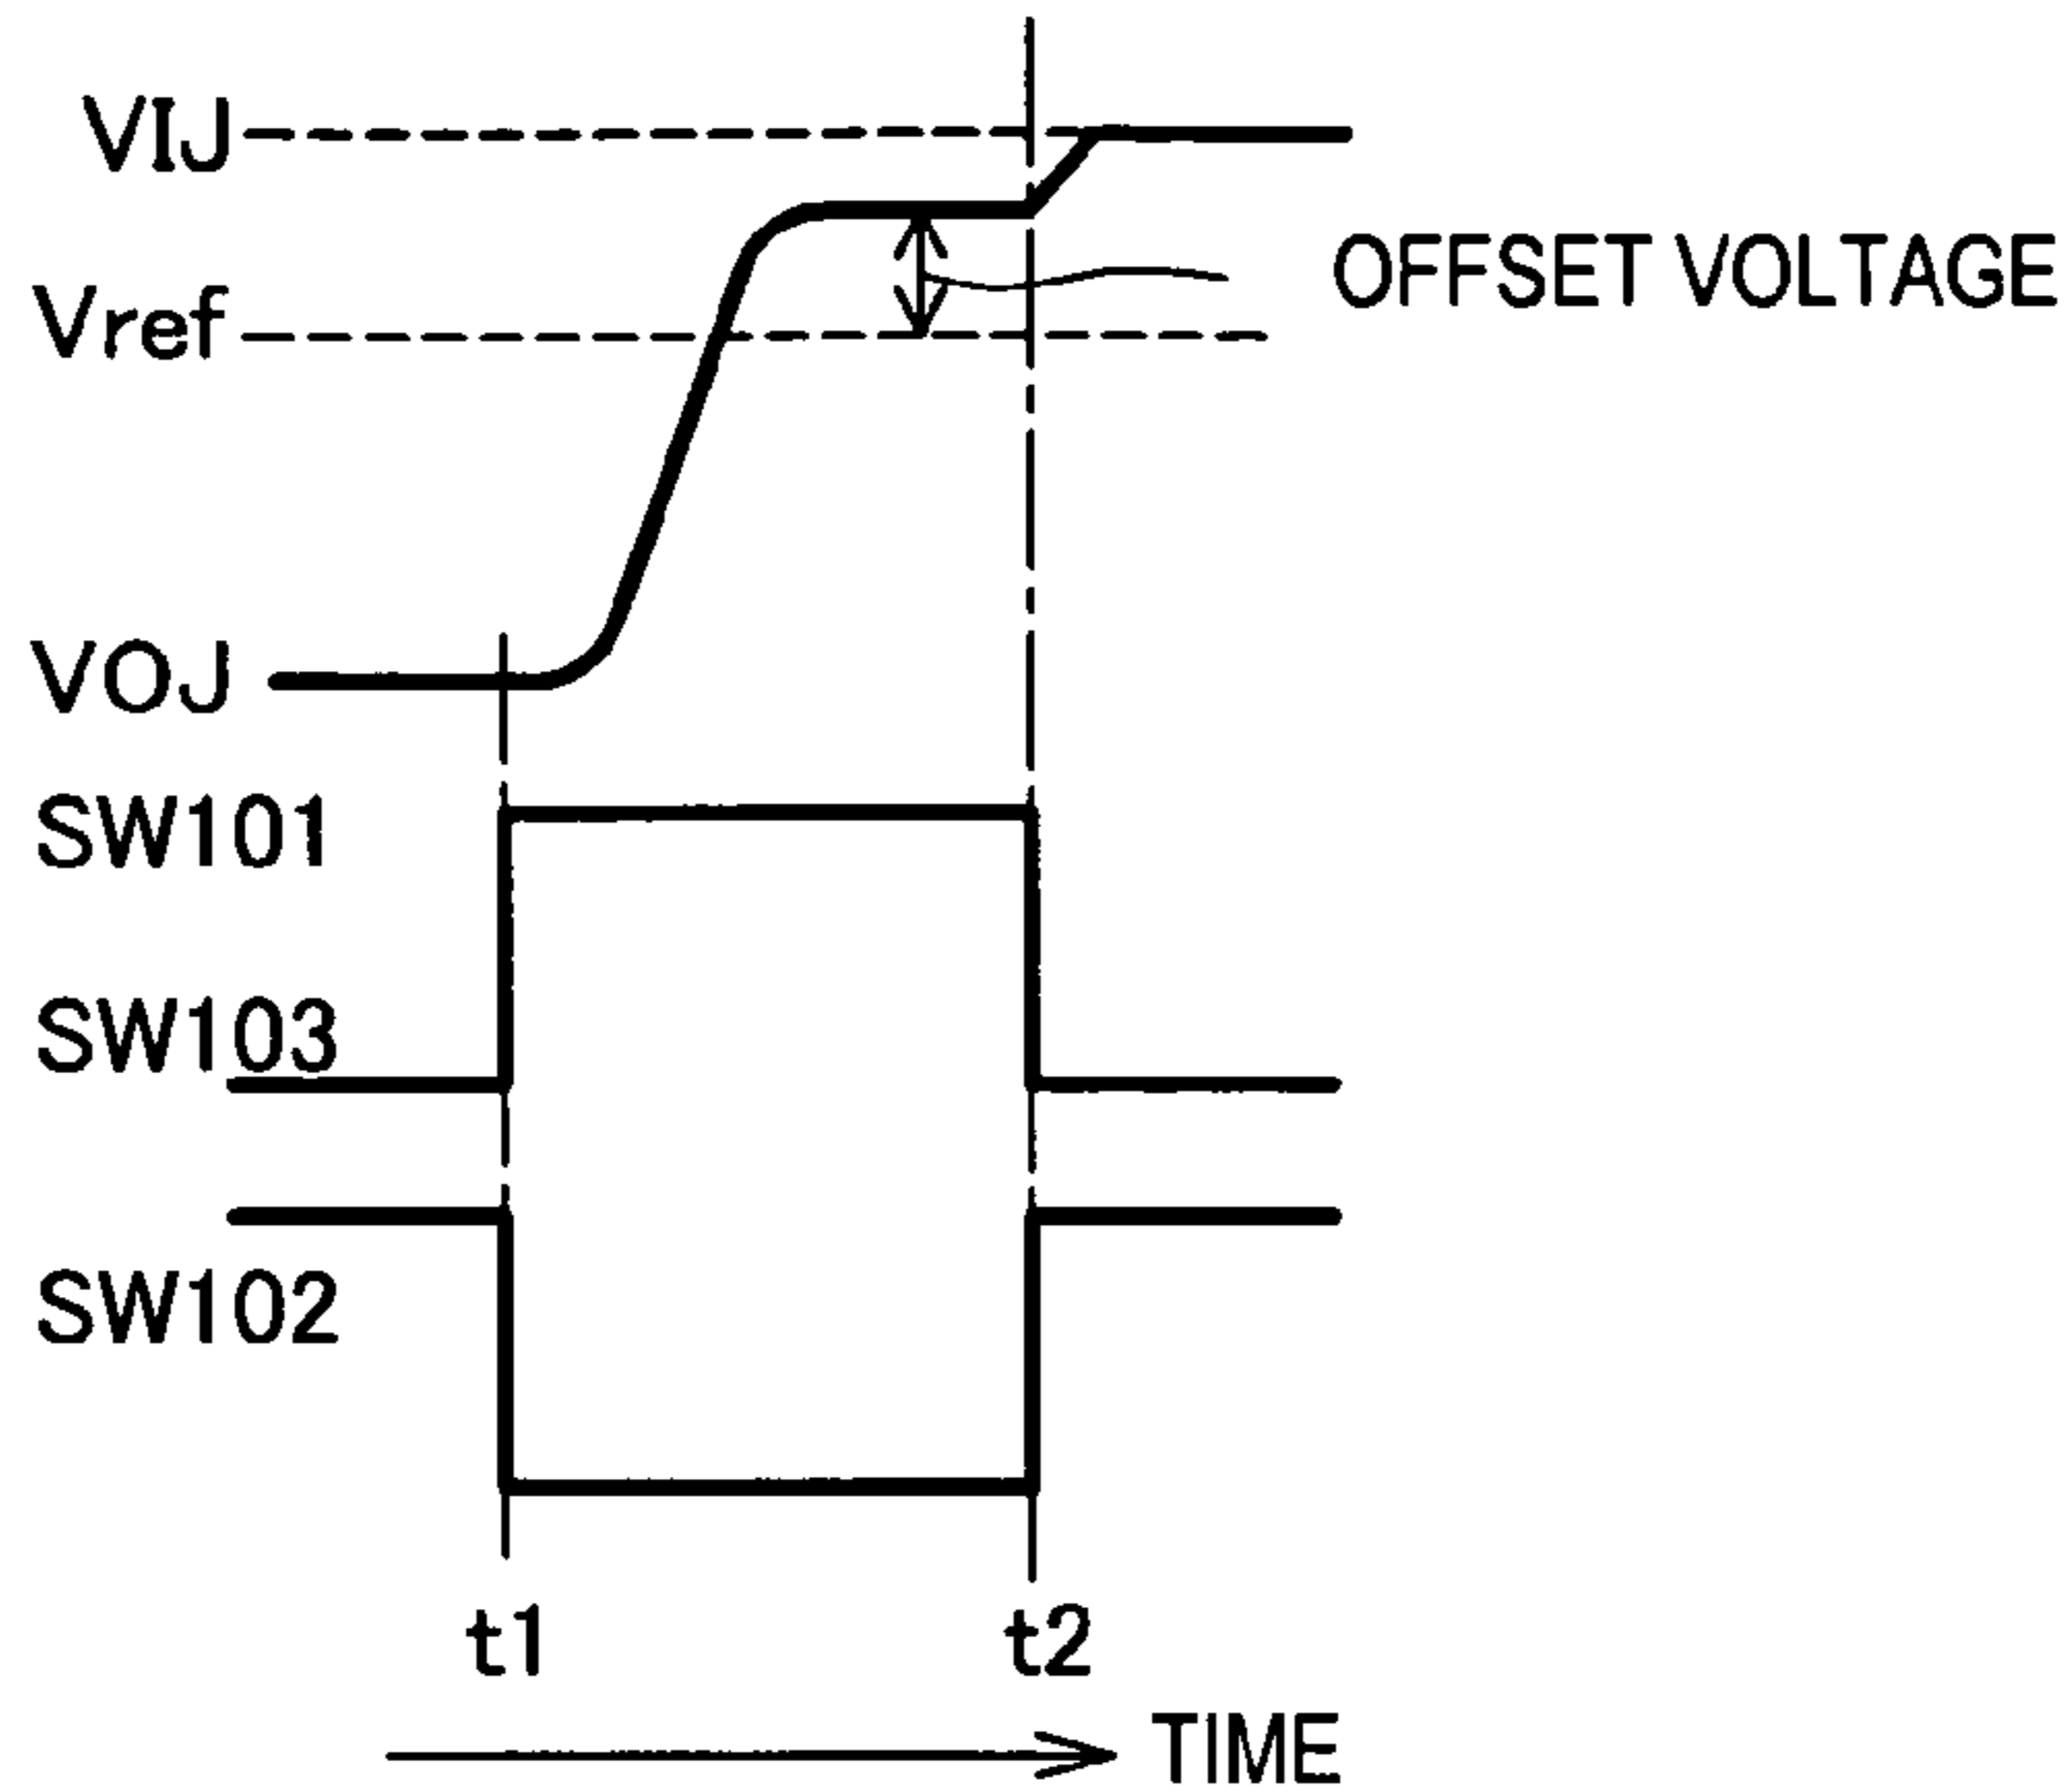 VIJ
OFFSET VOLTAGE
Vref
VOJ
SW101
SW103
SW102
t1 t2
TIME